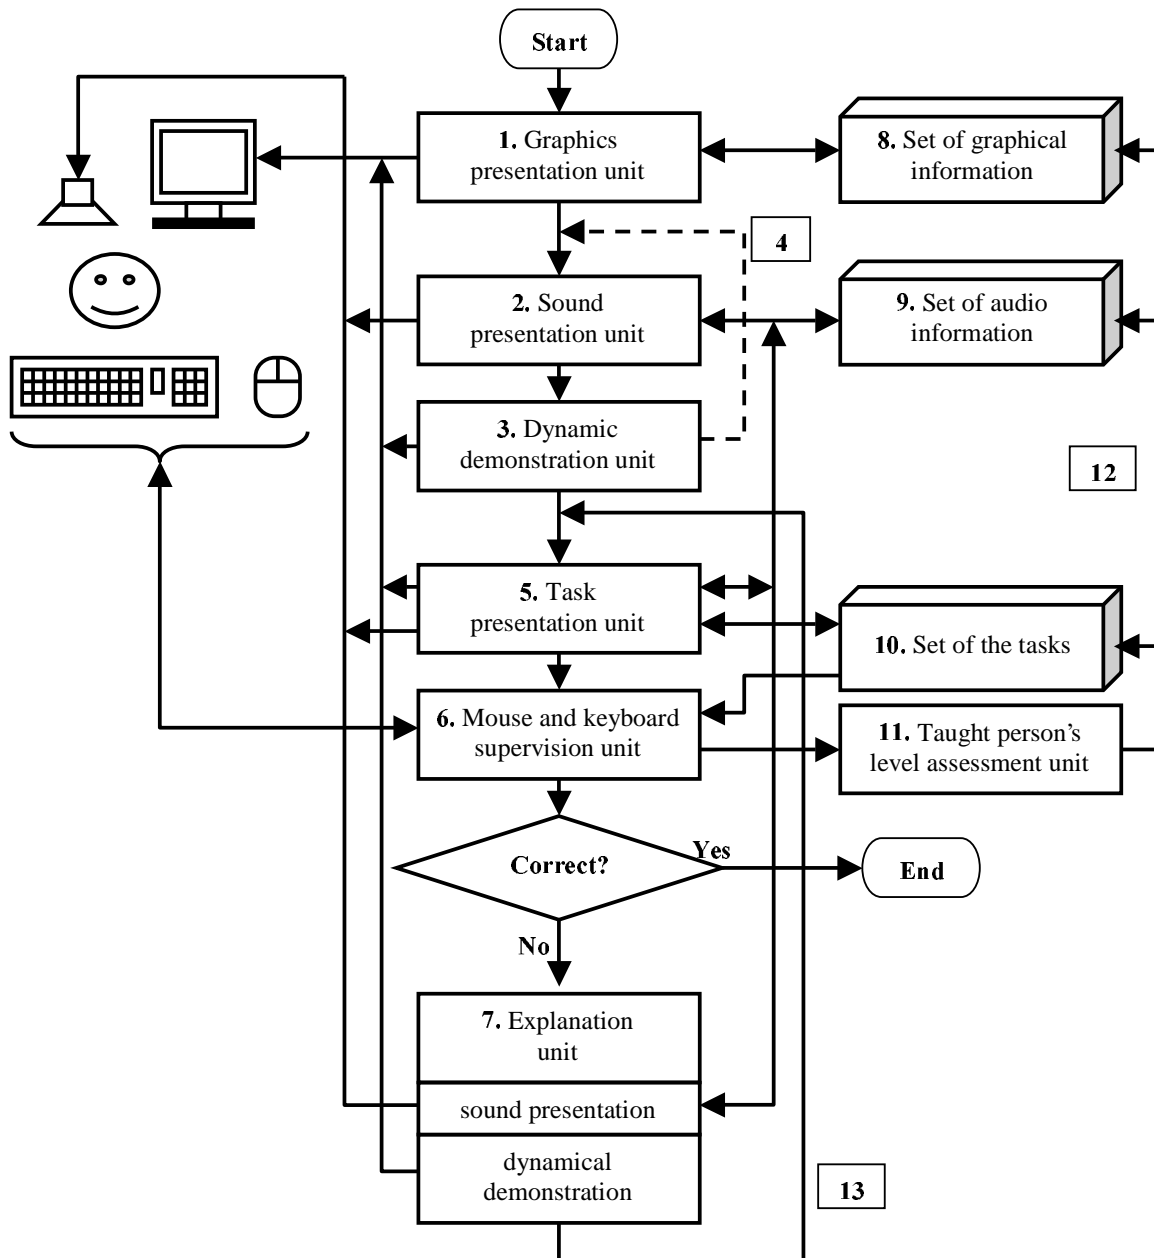 Start
1. Graphics
presentation unit
8. Set of graphical
information
4
2. Sound
presentation unit
9. Set of audio
information
3. Dynamic
demonstration unit
12
5. Task
presentation unit
10. Set of the tasks
6. Mouse and keyboard
supervision unit
11. Taught person's
level assessment unit
Correct?
Yes
End
No
7. Explanation
unit
sound presentation
dynamical
demonstration
13